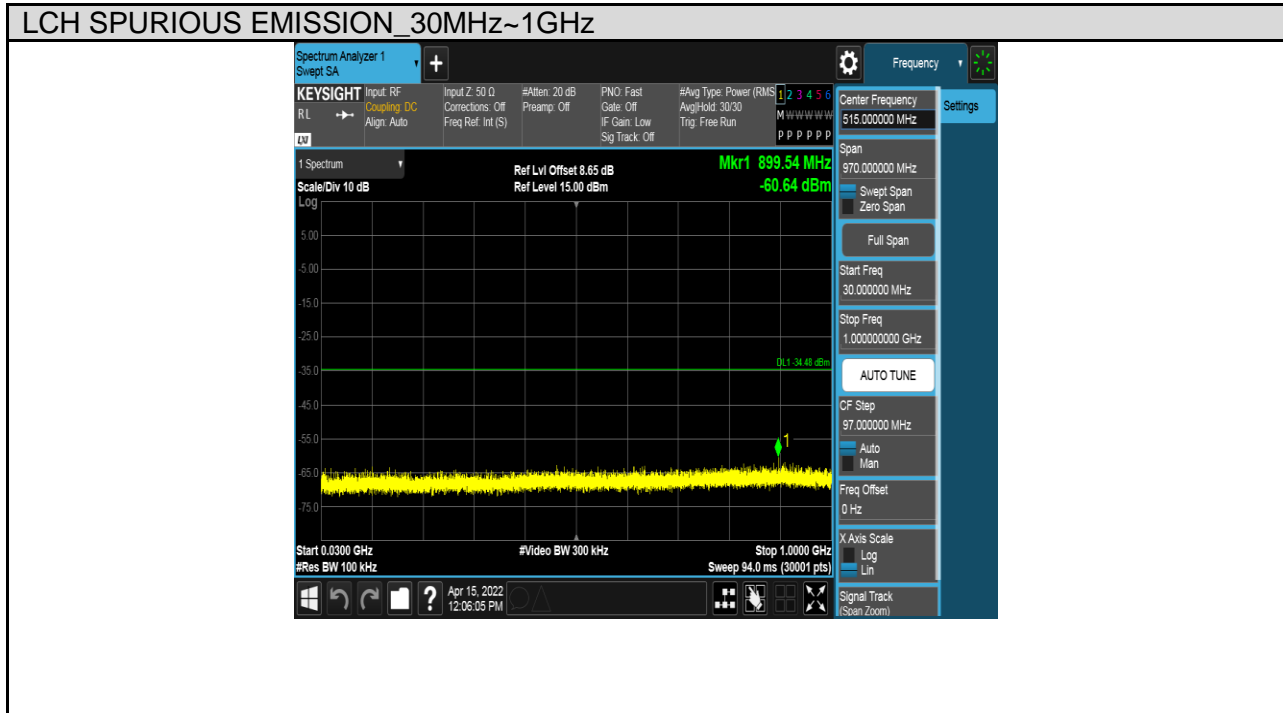 LCH SPURIOUS EMISSION_30MHz~1GHz
Spectrum Analyzer 1
Swept SA
+
Frequency
KEYSIGHT
RL
LXI
Input: RF
Coupling: DC
Align: Auto
Input Z: 50 Ω
Corrections: Off
Freq Ref: Int (S)
#Atten: 20 dB
Preamp: Off
PNO: Fast
Gate: Off
IF Gain: Low
Sig Track: Off
#Avg Type: Power (RMS
Avg|Hold: 30/30
Trig: Free Run
1 2 3 4 5 6
M W W W W W
P P P P P P
1 Spectrum
Scale/Div 10 dB
Log
Ref Lvl Offset 8.65 dB
Ref Level 15.00 dBm
Mkr1 899.54 MHz
-60.64 dBm
5.00
-5.00
-15.0
-25.0
-35.0
-45.0
-55.0
-65.0
-75.0
DL1 -34.48 dBm
1
Start 0.0300 GHz
#Res BW 100 kHz
#Video BW 300 kHz
Stop 1.0000 GHz
Sweep 94.0 ms (30001 pts)
?
Apr 15, 2022
12:06:05 PM
Center Frequency
515.000000 MHz
Settings
Span
970.000000 MHz
Swept Span
Zero Span
Full Span
Start Freq
30.000000 MHz
Stop Freq
1.000000000 GHz
AUTO TUNE
CF Step
97.000000 MHz
Auto
Man
Freq Offset
0 Hz
X Axis Scale
Log
Lin
Signal Track
(Span Zoom)